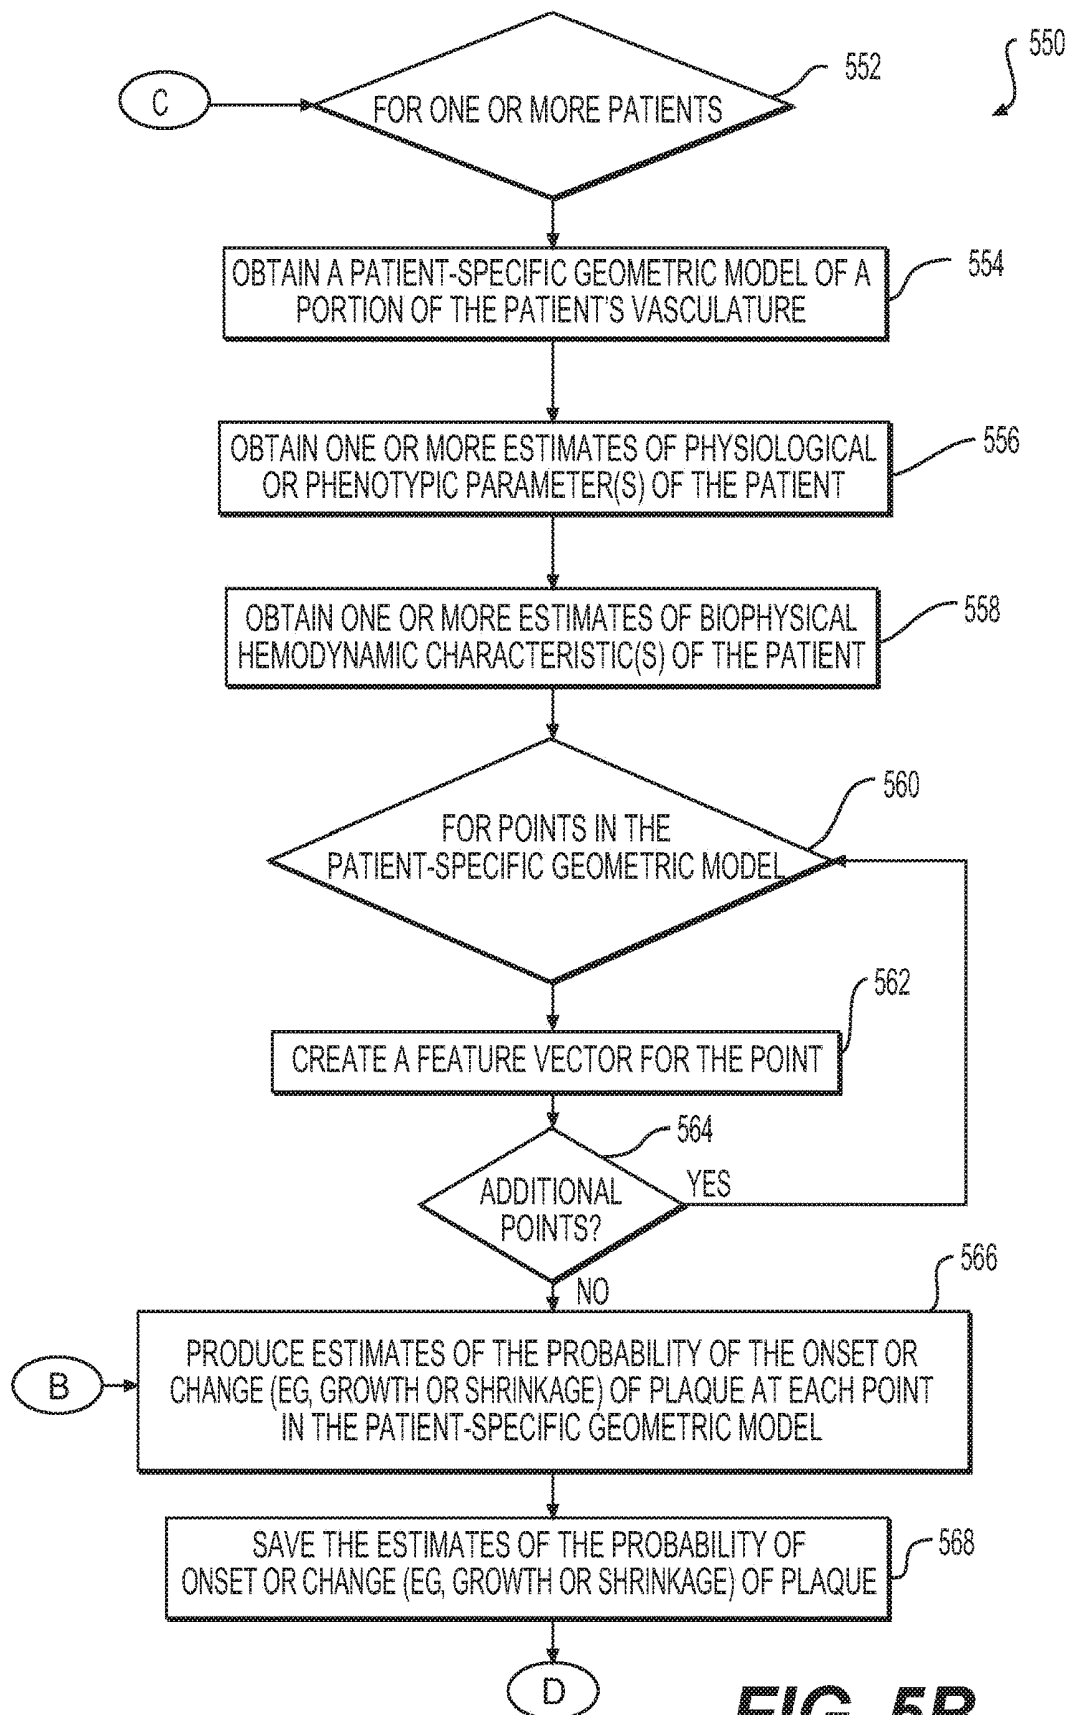 550
552
C
FOR ONE OR MORE PATIENTS
554
OBTAIN A PATIENT-SPECIFIC GEOMETRIC MODEL OF A
PORTION OF THE PATIENT'S VASCULATURE
556
OBTAIN ONE OR MORE ESTIMATES OF PHYSIOLOGICAL
OR PHENOTYPIC PARAMETER(S) OF THE PATIENT
558
OBTAIN ONE OR MORE ESTIMATES OF BIOPHYSICAL
HEMODYNAMIC CHARACTERISTIC(S) OF THE PATIENT
560
FOR POINTS IN THE
PATIENT-SPECIFIC GEOMETRIC MODEL
562
CREATE A FEATURE VECTOR FOR THE POINT
564
ADDITIONAL
POINTS?
YES
NO
566
PRODUCE ESTIMATES OF THE PROBABILITY OF THE ONSET OR
CHANGE (EG, GROWTH OR SHRINKAGE) OF PLAQUE AT EACH POINT
IN THE PATIENT-SPECIFIC GEOMETRIC MODEL
B
568
SAVE THE ESTIMATES OF THE PROBABILITY OF
ONSET OR CHANGE (EG, GROWTH OR SHRINKAGE) OF PLAQUE
D
FIG. 5B